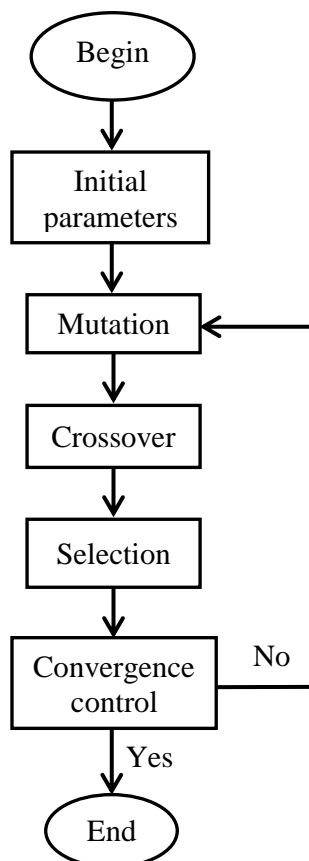 Begin
Initial
parameters
Mutation
Crossover
Selection
Convergence
control
No
Yes
End